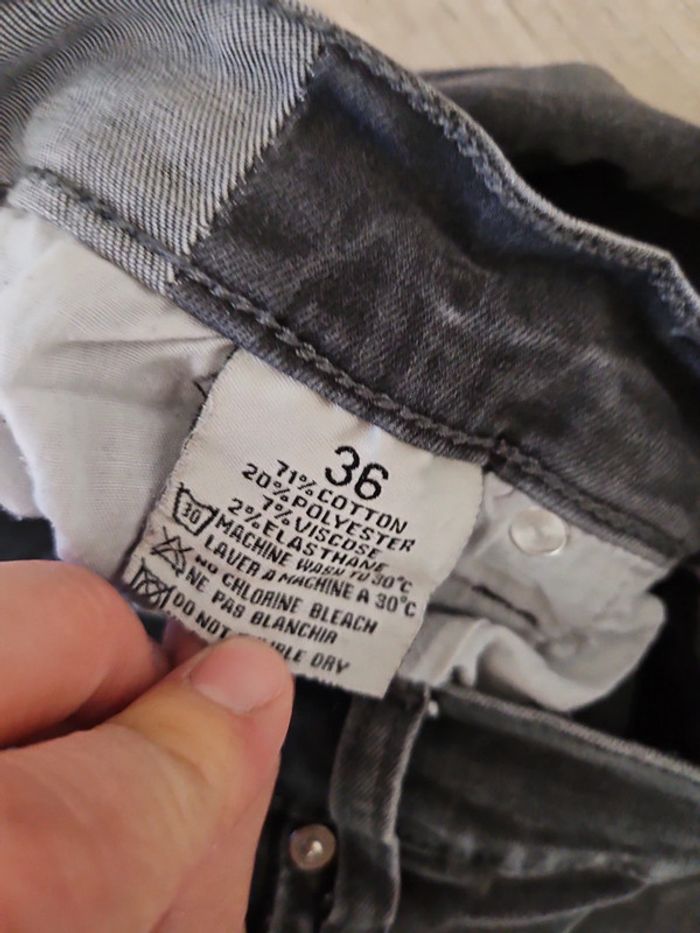 36
71% COTTON
20% POLYESTER
7% VISCOSE
2% ELASTHANE
30 MACHINE WASH TO 30°C
LAVER A MACHINE A 30°C
NO CHLORINE BLEACH
NE PAS BLANCHIR
DO NOT DRY